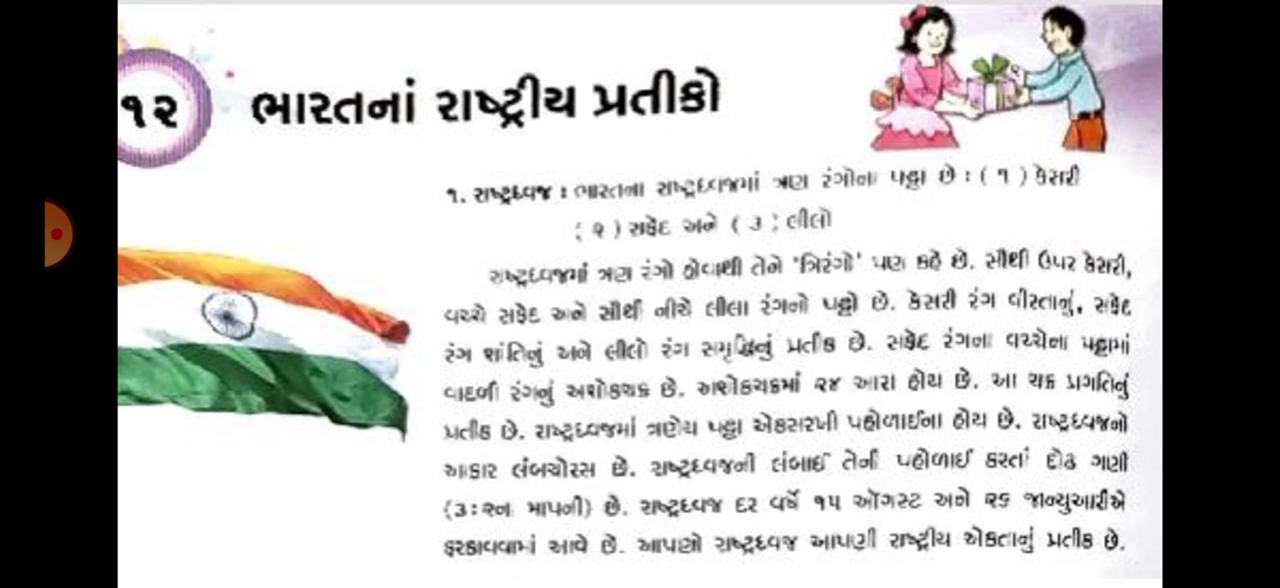 ૧૨
ભારતનાં રાષ્ટ્રીય પ્રતીકો
૧. રાષ્ટ્રધ્વજ : ભારતના રાષ્ટ્રધ્વજમાં ત્રણ રંગોના પટ્ટા છે : ( ૧ ) કેસરી
( ૨ ) સફેદ અને ( ૩ ) લીલો
રાષ્ટ્રધ્વજમાં ત્રણ રંગો હોવાથી તેને ‘ત્રિરંગો’ પણ કહે છે. સૌથી ઉપર કેસરી,
વચ્ચે સફેદ અને સૌથી નીચે લીલા રંગનો પટ્ટો છે. કેસરી રંગ વીરતાનું, સફેદ
રંગ શાંતિનું અને લીલો રંગ સમૃદ્ધિનું પ્રતીક છે. સફેદ રંગના વચ્ચેના પટ્ટામાં
વાદળી રંગનું અશોકચક્ર છે. અશોકચક્રમાં ૨૪ આરા હોય છે. આ ચક્ર પ્રગતિનું
પ્રતીક છે. રાષ્ટ્રધ્વજમાં ત્રણેય પટ્ટા એકસરખી પહોળાઈના હોય છે. રાષ્ટ્રધ્વજનો
આકાર લંબચોરસ છે. રાષ્ટ્રધ્વજની લંબાઈ તેની પહોળાઈ કરતાં દોઢ ગણી
(૩:૨ના માપની) છે. રાષ્ટ્રધ્વજ દર વર્ષે ૧૫ ઑગસ્ટ અને ૨૬ જાન્યુઆરીએ
ફરકાવવામાં આવે છે. આપણો રાષ્ટ્રધ્વજ આપણી રાષ્ટ્રીય એકતાનું પ્રતીક છે.